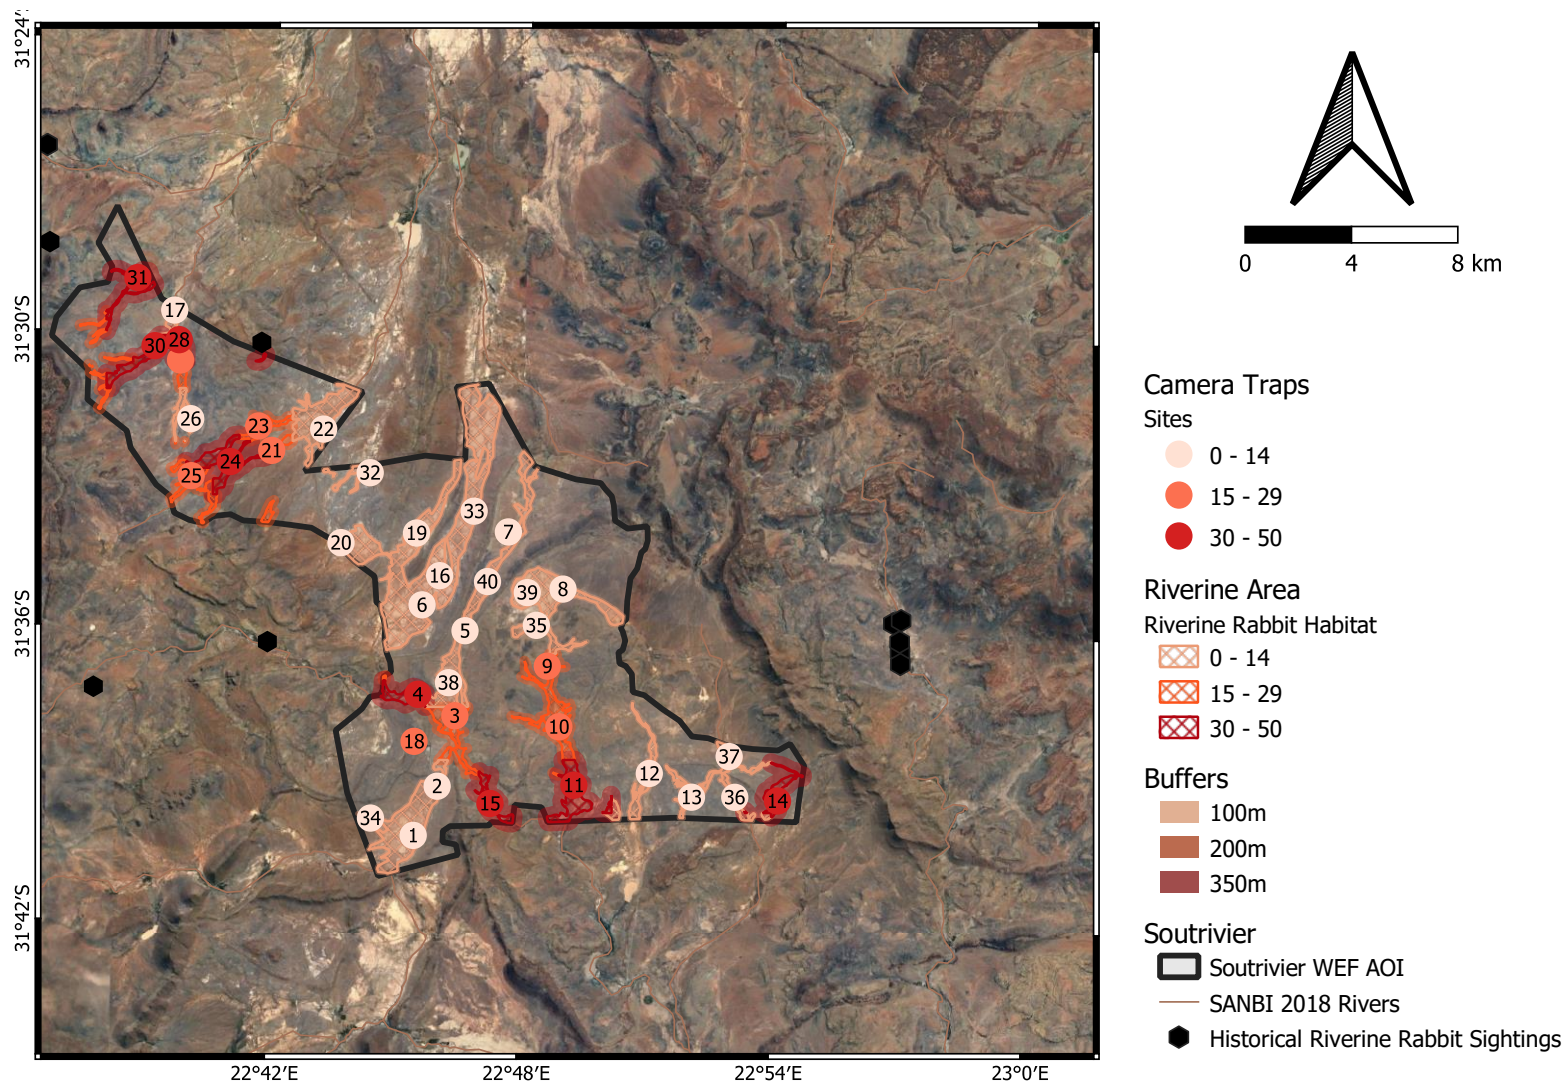 31°24′
31°30′S
31°36′S
31°42′S
22°42′E
22°48′E
22°54′E
23°0′E
31
17
30
28
26
23
22
21
24
25
32
33
19
7
20
16
40
39
8
6
35
5
9
38
4
3
10
18
37
12
11
2
13
36
14
15
34
1
0
4
8 km
Camera Traps
Sites
0 - 14
15 - 29
30 - 50
Riverine Area
Riverine Rabbit Habitat
0 - 14
15 - 29
30 - 50
Buffers
100m
200m
350m
Soutrivier
Soutrivier WEF AOI
SANBI 2018 Rivers
Historical Riverine Rabbit Sightings